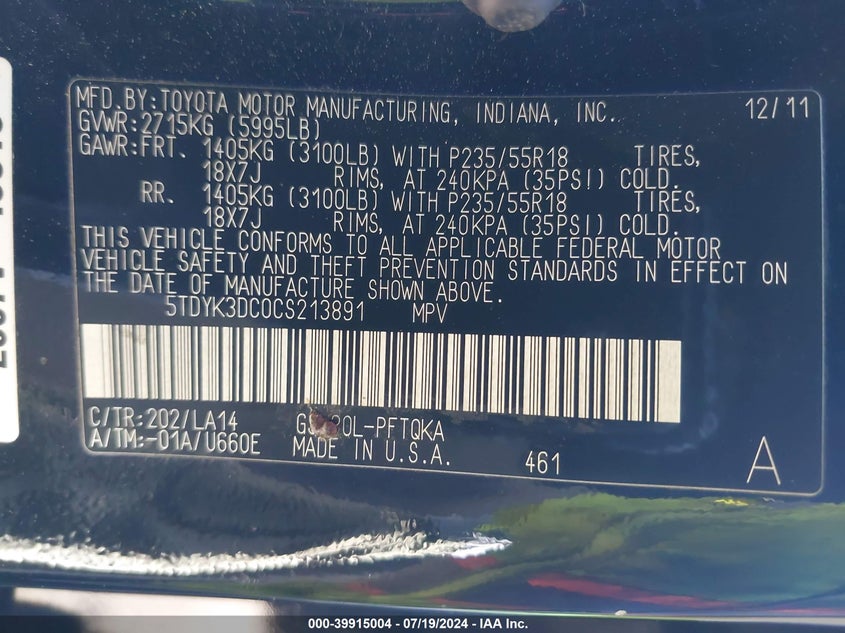 MFD.BY:TOYOTA MOTOR MANUFACTURING, INDIANA, INC. 12/11
GVWR:2715KG (5995LB)
GAWR:FRT. 1405KG (3100LB) WITH P235/55R18 TIRES,
18X7J RIMS, AT 240KPA (35PSI) COLD.
RR. 1405KG (3100LB) WITH P235/55R18 TIRES,
18X7J RIMS, AT 240KPA (35PSI) COLD.
THIS VEHICLE CONFORMS TO ALL APPLICABLE FEDERAL MOTOR
VEHICLE SAFETY AND THEFT PREVENTION STANDARDS IN EFFECT ON
THE DATE OF MANUFACTURE SHOWN ABOVE.
5TDYK3DC0CS213891 MPV
C/TR:202/LA14
A/TM:-01A/U660E
MADE IN U.S.A. 461 A
000-39915004 - 07/19/2024 - IAA Inc.